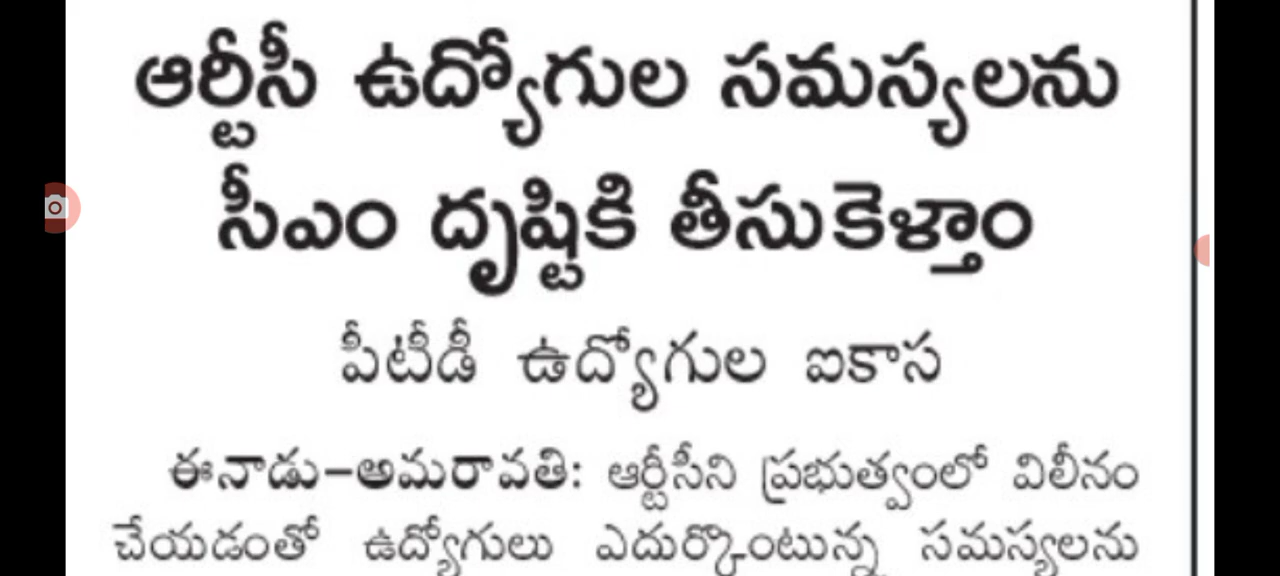 ఆర్టీసీ ఉద్యోగుల సమస్యలను
సీఎం దృష్టికి తీసుకెళ్తాం
పీటీడీ ఉద్యోగుల ఐకాస
ఈనాడు-అమరావతి: ఆర్టీసీని ప్రభుత్వంలో విలీనం
చేయడంతో ఉద్యోగులు ఎదుర్కొంటున్న సమస్యలను